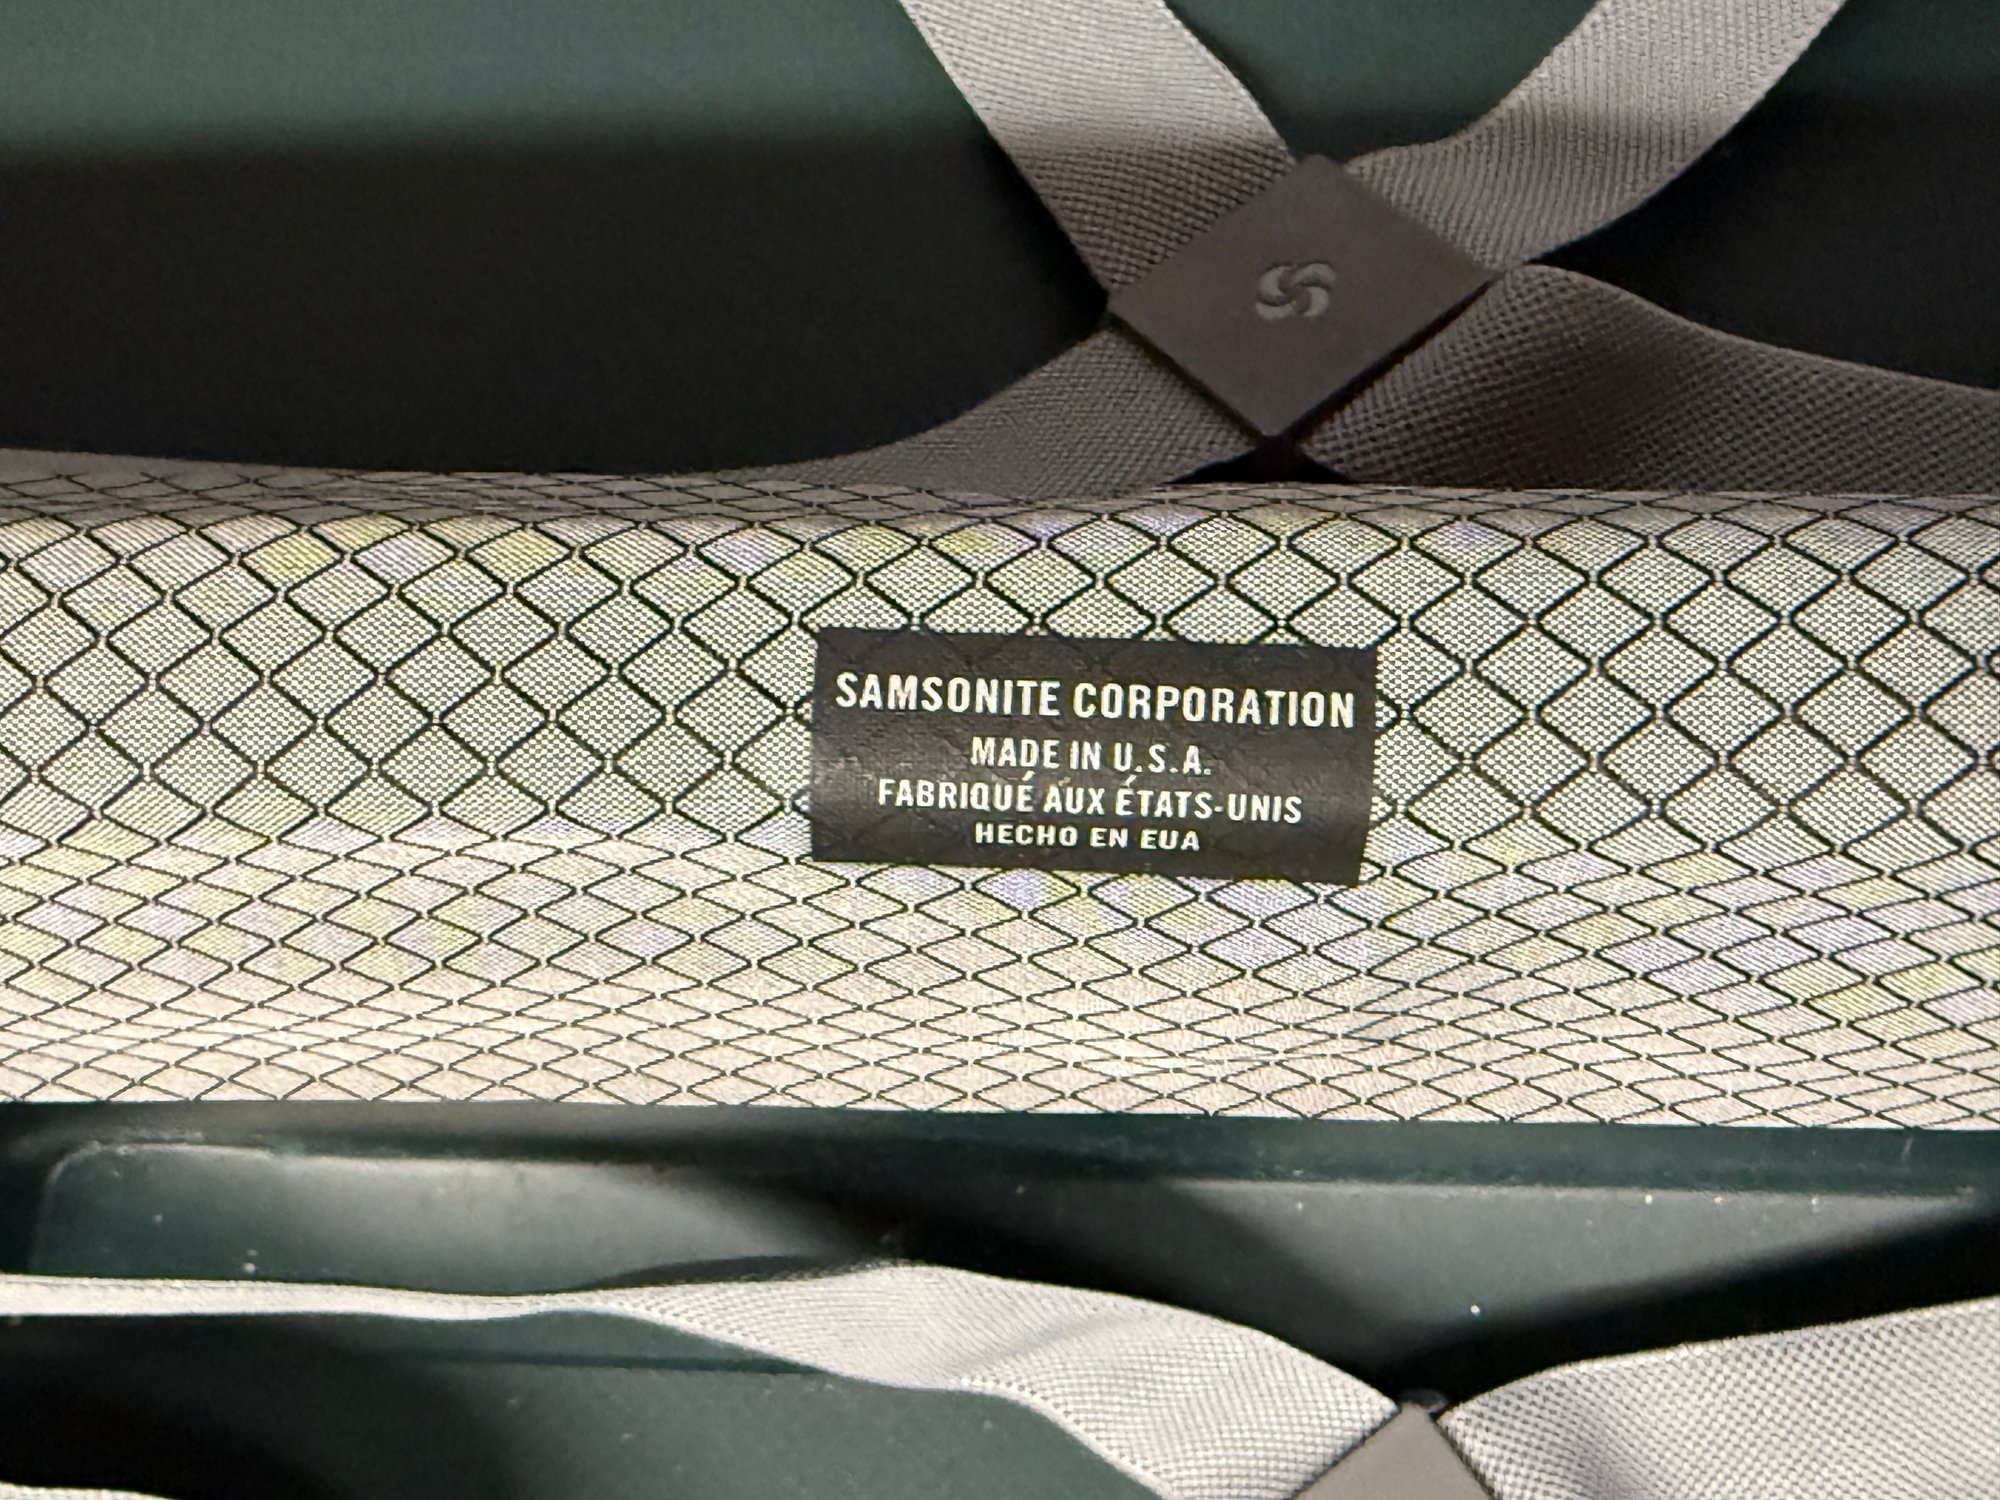 SAMSONITE CORPORATION
MADE IN U.S.A.
FABRIQUÉ AUX ÉTATS-UNIS
HECHO EN EUA